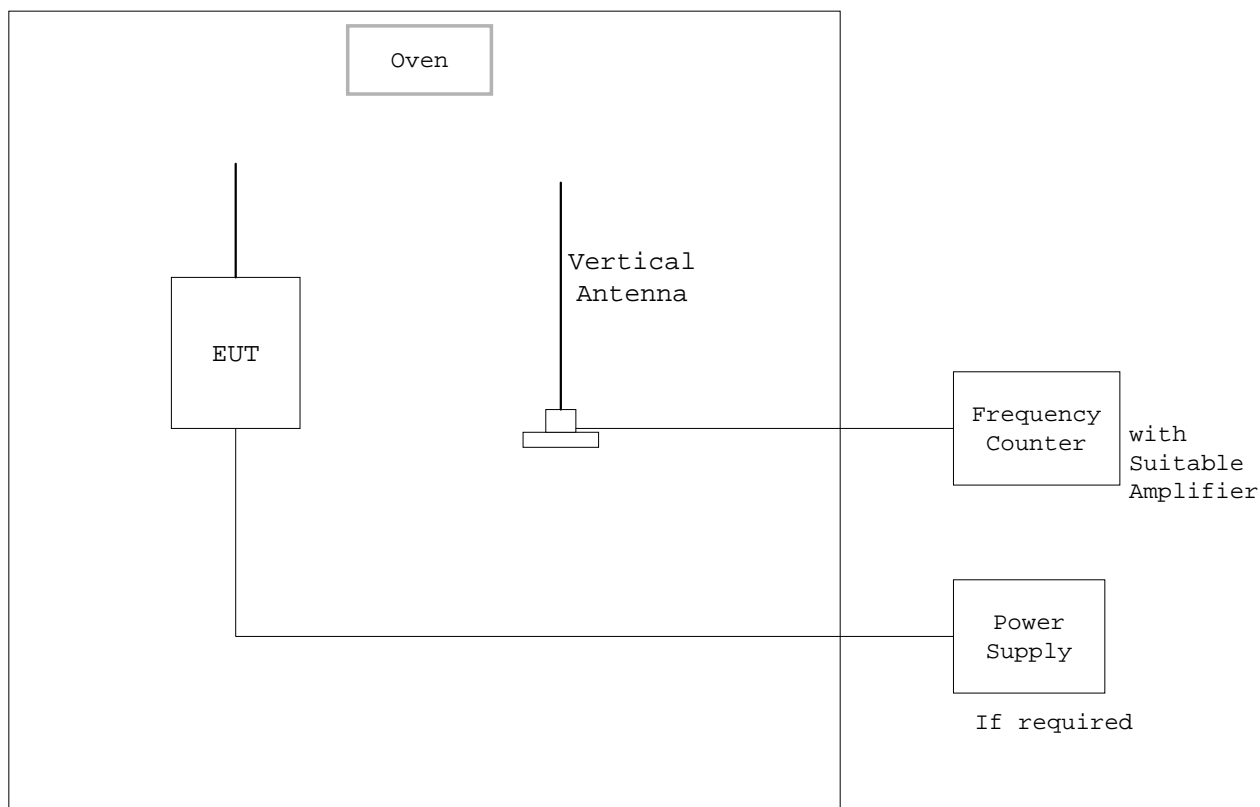 Oven
Vertical
Antenna
EUT
Frequency
Counter
with
Suitable
Amplifier
Power
Supply
If required